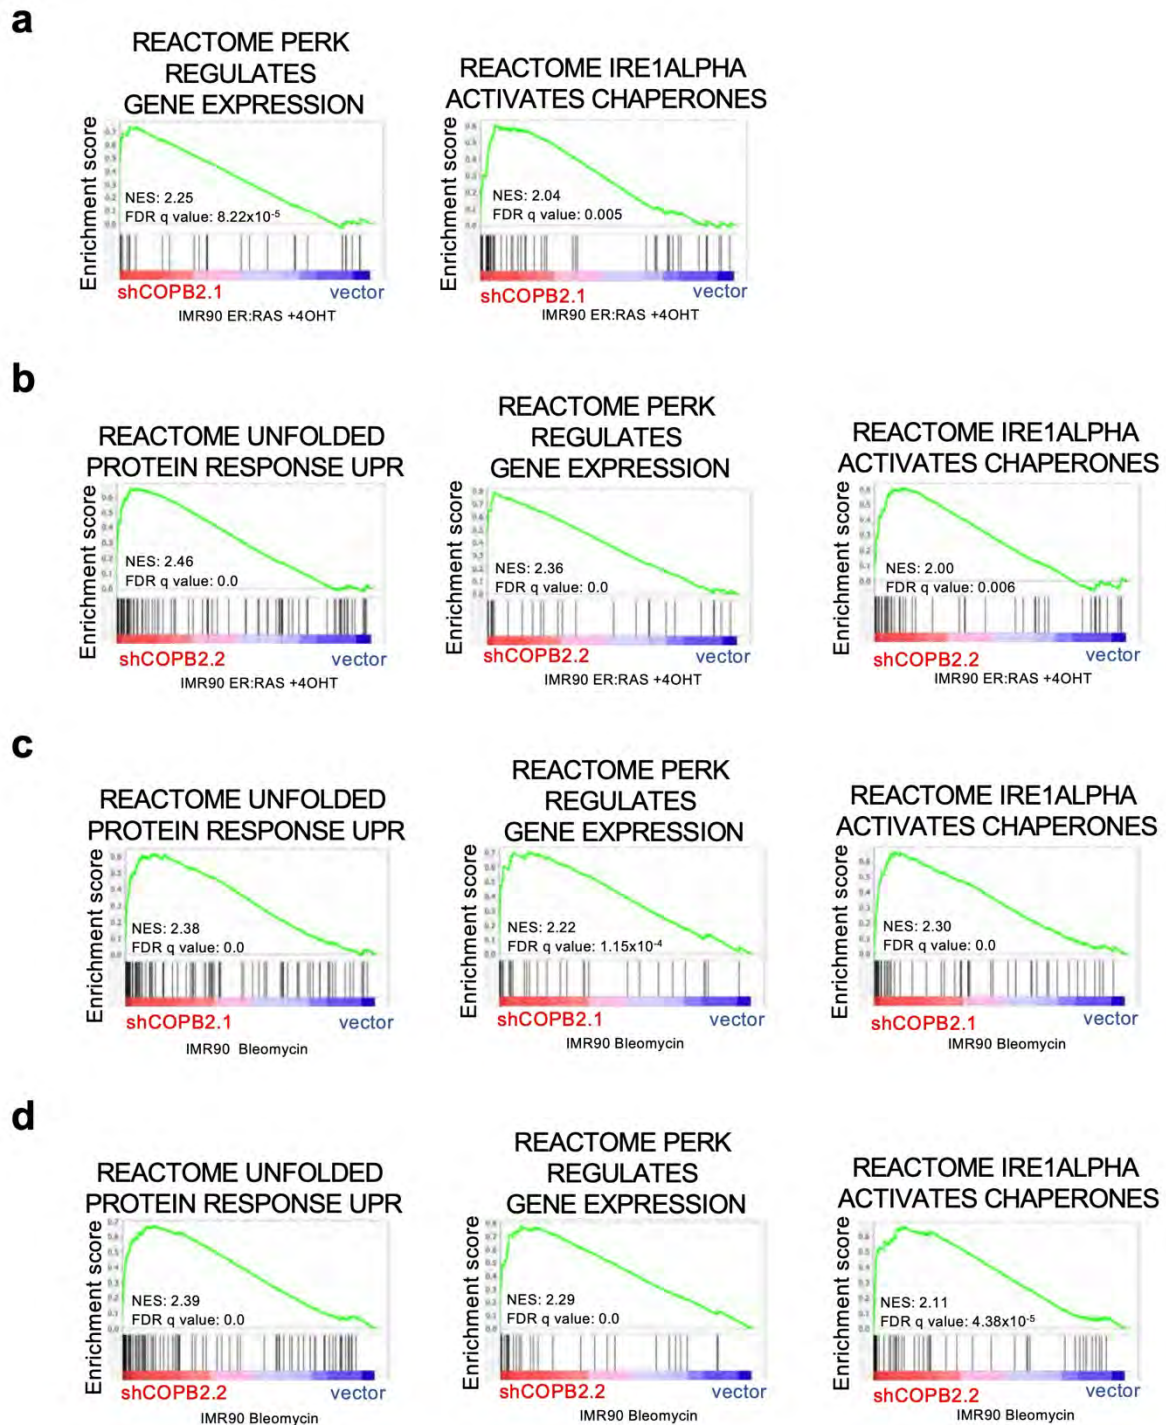 a
REACTOME PERK
REGULATES
GENE EXPRESSION
Enrichment score
NES: 2.25
FDR q value: 8.22x10-5
shCOPB2.1
vector
IMR90 ER:RAS +4OHT
REACTOME IRE1ALPHA
ACTIVATES CHAPERONES
Enrichment score
NES: 2.04
FDR q value: 0.005
shCOPB2.1
vector
IMR90 ER:RAS +4OHT
b
REACTOME UNFOLDED
PROTEIN RESPONSE UPR
Enrichment score
NES: 2.46
FDR q value: 0.0
shCOPB2.2
vector
IMR90 ER:RAS +4OHT
REACTOME PERK
REGULATES
GENE EXPRESSION
Enrichment score
NES: 2.36
FDR q value: 0.0
shCOPB2.2
vector
IMR90 ER:RAS +4OHT
REACTOME IRE1ALPHA
ACTIVATES CHAPERONES
Enrichment score
NES: 2.00
FDR q value: 0.006
shCOPB2.2
vector
IMR90 ER:RAS +4OHT
c
REACTOME UNFOLDED
PROTEIN RESPONSE UPR
Enrichment score
NES: 2.38
FDR q value: 0.0
shCOPB2.1
vector
IMR90 Bleomycin
REACTOME PERK
REGULATES
GENE EXPRESSION
Enrichment score
NES: 2.22
FDR q value: 1.15x10-4
shCOPB2.1
vector
IMR90 Bleomycin
REACTOME IRE1ALPHA
ACTIVATES CHAPERONES
Enrichment score
NES: 2.30
FDR q value: 0.0
shCOPB2.1
vector
IMR90 Bleomycin
d
REACTOME UNFOLDED
PROTEIN RESPONSE UPR
Enrichment score
NES: 2.39
FDR q value: 0.0
shCOPB2.2
vector
IMR90 Bleomycin
REACTOME PERK
REGULATES
GENE EXPRESSION
Enrichment score
NES: 2.29
FDR q value: 0.0
shCOPB2.2
vector
IMR90 Bleomycin
REACTOME IRE1ALPHA
ACTIVATES CHAPERONES
Enrichment score
NES: 2.11
FDR q value: 4.38x10-5
shCOPB2.2
vector
IMR90 Bleomycin